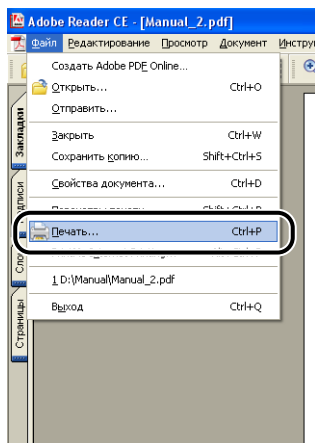 Adobe Reader CE - [Manual_2.pdf]
Файл Редактирование Просмотр Документ
Создать Adobe PDF Online...
Открыть... Ctrl+O
Отправить...
Закрыть Ctrl+W
Сохранить копию... Shift+Ctrl+S
Свойства документа... Ctrl+D
Печать... Ctrl+P
1 D:\Manual\Manual_2.pdf
Выход Ctrl+Q
Закладки
Страницы